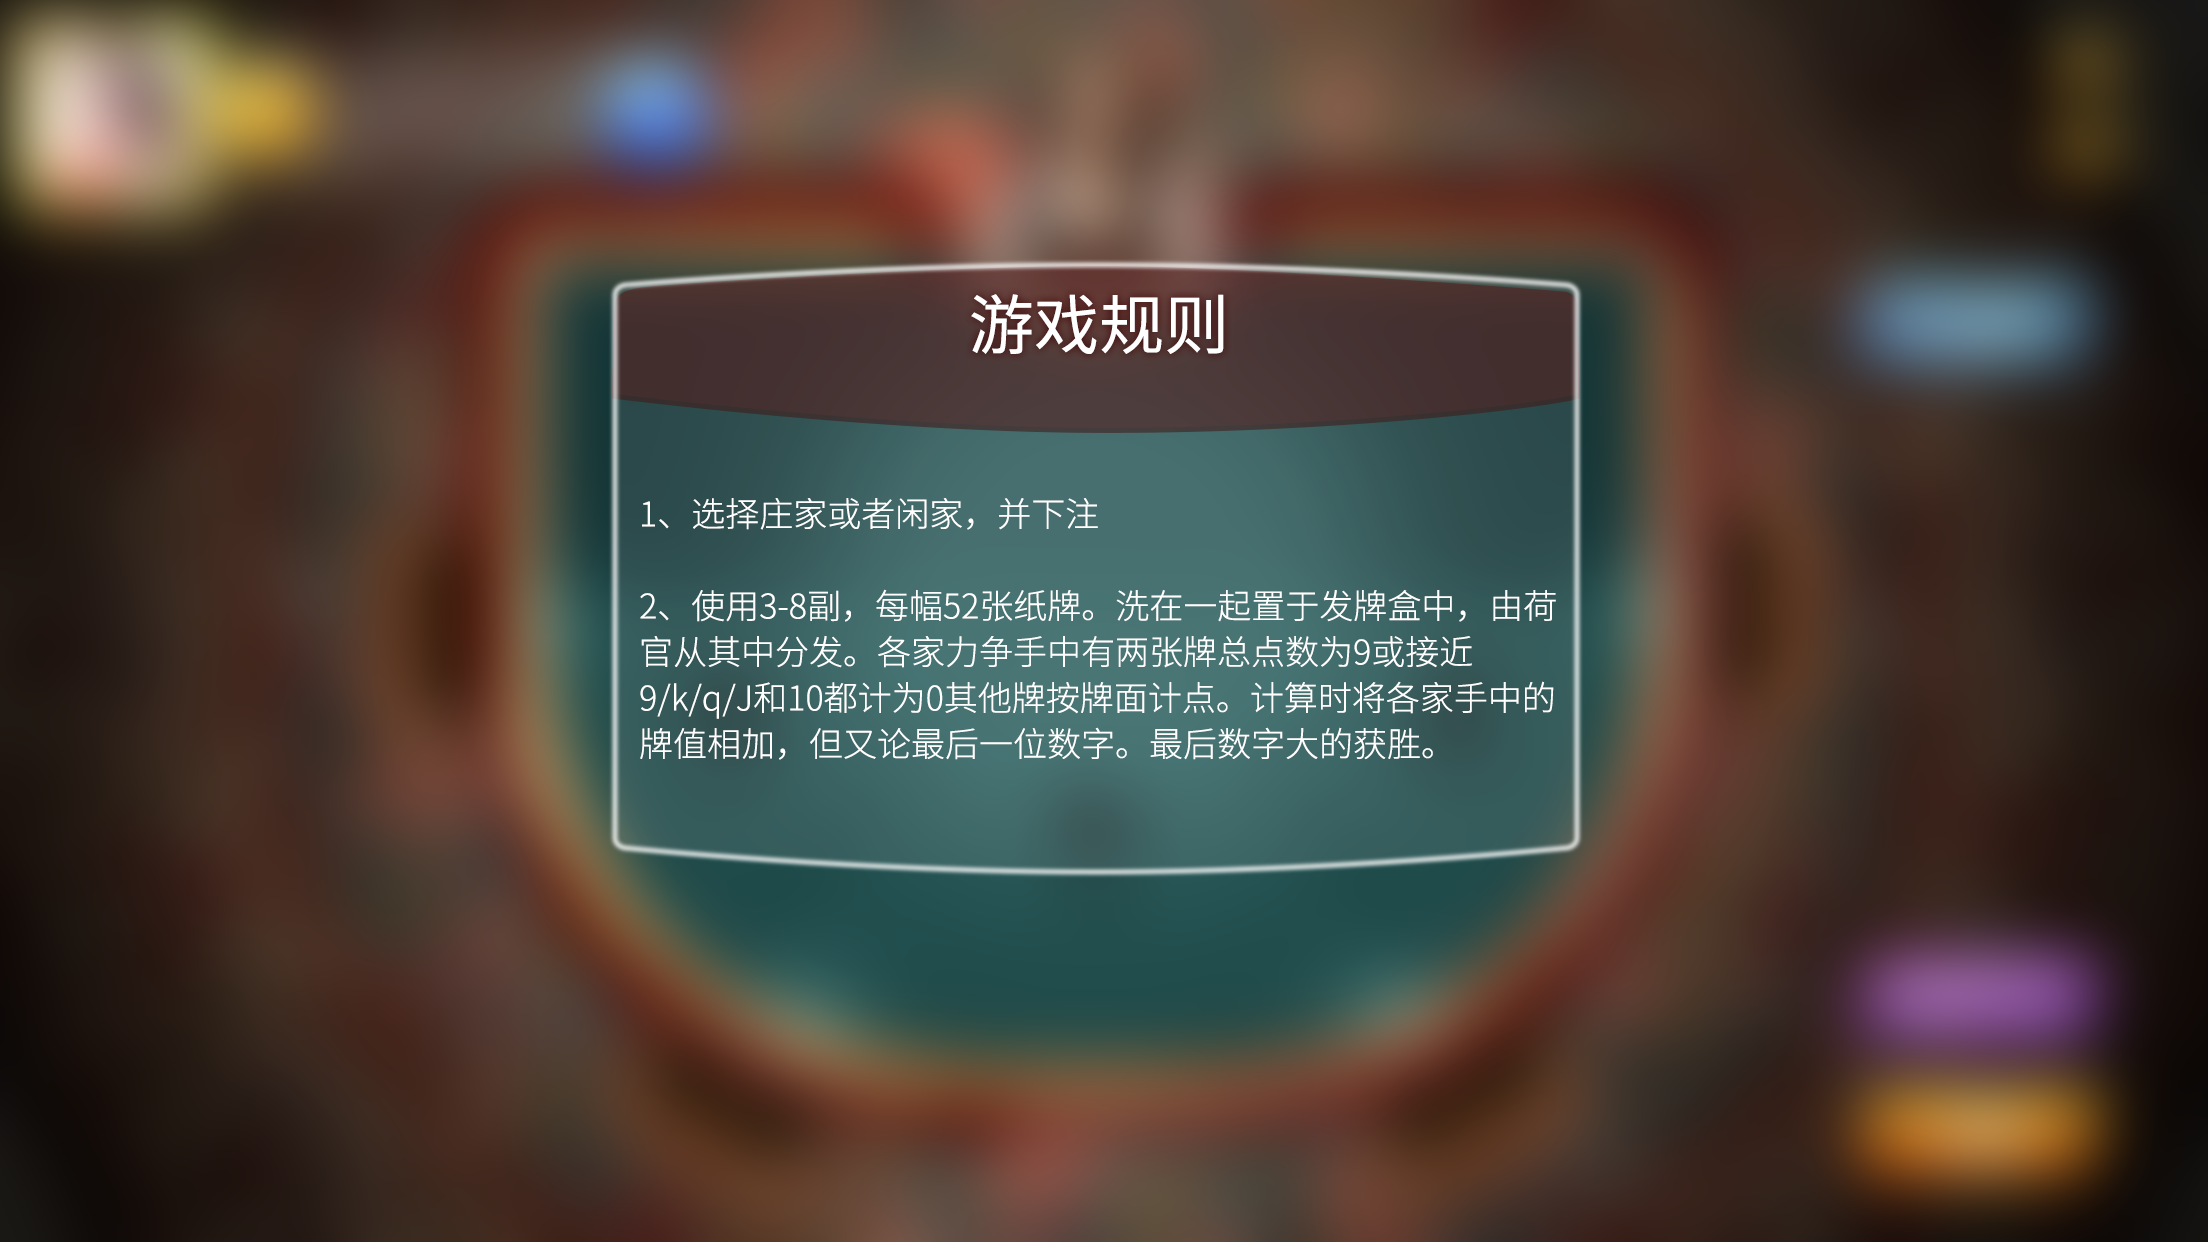 游戏规则
1、选择庄家或者闲家，并下注
2、使用3-8副，每幅52张纸牌。洗在一起置于发牌盒中，由荷
官从其中分发。各家力争手中有两张牌总点数为9或接近
9/k/q/J和10都计为0其他牌按牌面计点。计算时将各家手中的
牌值相加，但又论最后一位数字。最后数字大的获胜。